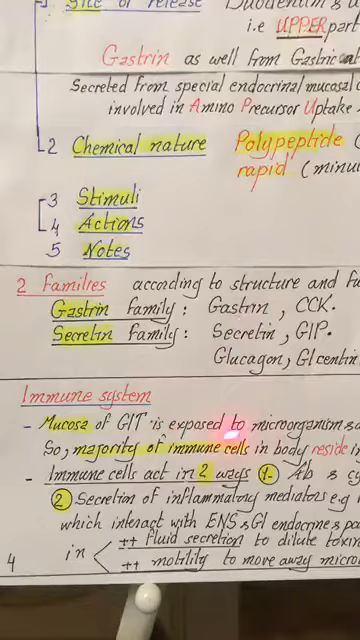 1 Site of release Duodenum &
i.e UPPER part
Gastrin as well from Gastric
Secreted from special endocrinal mucosal
involved in Amino Precursor Uptake
2 Chemical nature Polypeptide (
rapid (minu
3 Stimuli
4 Actions
5 Notes
2 Families according to structure and
Gastrin family: Gastrin, CCK.
Secretin family: Secretin, GIP.
Glucagon, Glicentin
Immune system
- Mucosa of GIT is exposed to microorganism &
So, majority of immune cells in body reside in
- Immune cells act in 2 ways 1- Ab & cy
2 Secretion of inflammatory mediators e.g
which interact with ENS & GI endocrine & pa
in < ++ fluid secretion to dilute toxin
++ motility to move away micro
4